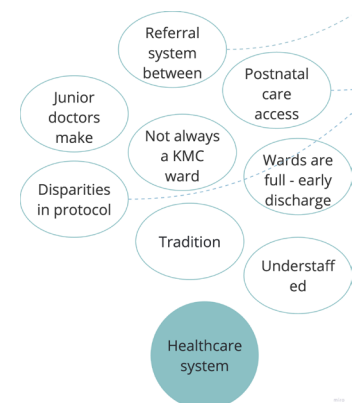 Referral
system
between
Postnatal
care
access
Junior
doctors
make
Not always
a KMC
ward
Wards are
full - early
discharge
Disparities
in protocol
Tradition
Understaff
ed
Healthcare
system